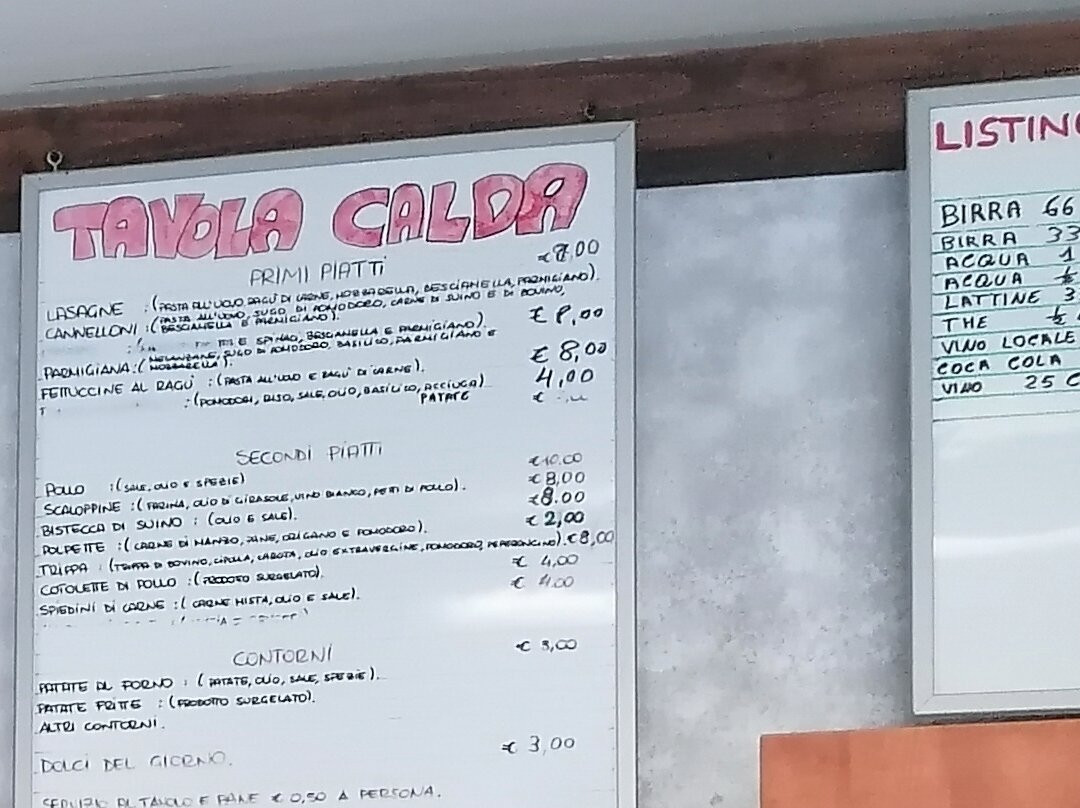 TAVOLA CALDA
PRIMI PIATTI
€8,00
LASAGNE : (PASTA ALL'UOVO, RAGÙ DI CARNE, MOZZARELLA, BESCIANELLA, PARMIGIANO).
CANNELLONI : (PASTA ALL'UOVO, SUGO DI POMODORO, CARNE DI SUINO E DI BOVINO,
BESCIANELLA E PARMIGIANO). € 8,00
E SPINACI, BESCIANELLA E PARMIGIANO)
PARMIGIANA : ( MELANZANE, SUGO DI POMODORO, BASILICO, PARMIGIANO E
MOZZARELLA ). € 8,00
FETTUCCINE AL RAGU' : (PASTA ALL'UOVO E RAGU' DI CARNE). 4,00
: (POMODORI, RISO, SALE, OLIO, BASILICO, ACCIUGA) €
PATATE
SECONDI PIATTI
POLLO : (SALE, OLIO E SPEZIE) €10.00
SCALOPPINE : ( FARINA, OLIO DI GIRASOLE, VINO BIANCO, PETTI DI POLLO). €8,00
BISTECCA DI SUINO : (OLIO E SALE). €8.00
POLPETTE : ( CARNE DI MANZO, PANE, ORIGANO E POMODORO). € 2,00
TRIPPA : (TRIPPA DI BOVINO, CIPOLLA, CAROTA, OLIO EXTRAVERGINE, POMODORO, PEPERONCINO). €8,00
COTOLETTE DI POLLO : ( PRODOTTO SURGELATO). € 4,00
SPIEDINI DI CARNE : ( CARNE MISTA, OLIO E SALE). € 4.00
CONTORNI € 3,00
PATATE AL FORNO : ( PATATE, OLIO, SALE, SPEZIE ).
PATATE FRITTE : (PRODOTTO SURGELATO).
ALTRI CONTORNI.
DOLCI DEL GIORNO. € 3,00
SERVIZIO AL TAVOLO E PANE € 0,50 A PERSONA.
LISTINO
BIRRA 66
BIRRA 33
ACQUA 1
ACQUA ½
LATTINE 3
THE ½
VINO LOCALE
COCA COLA
VINO 25 C